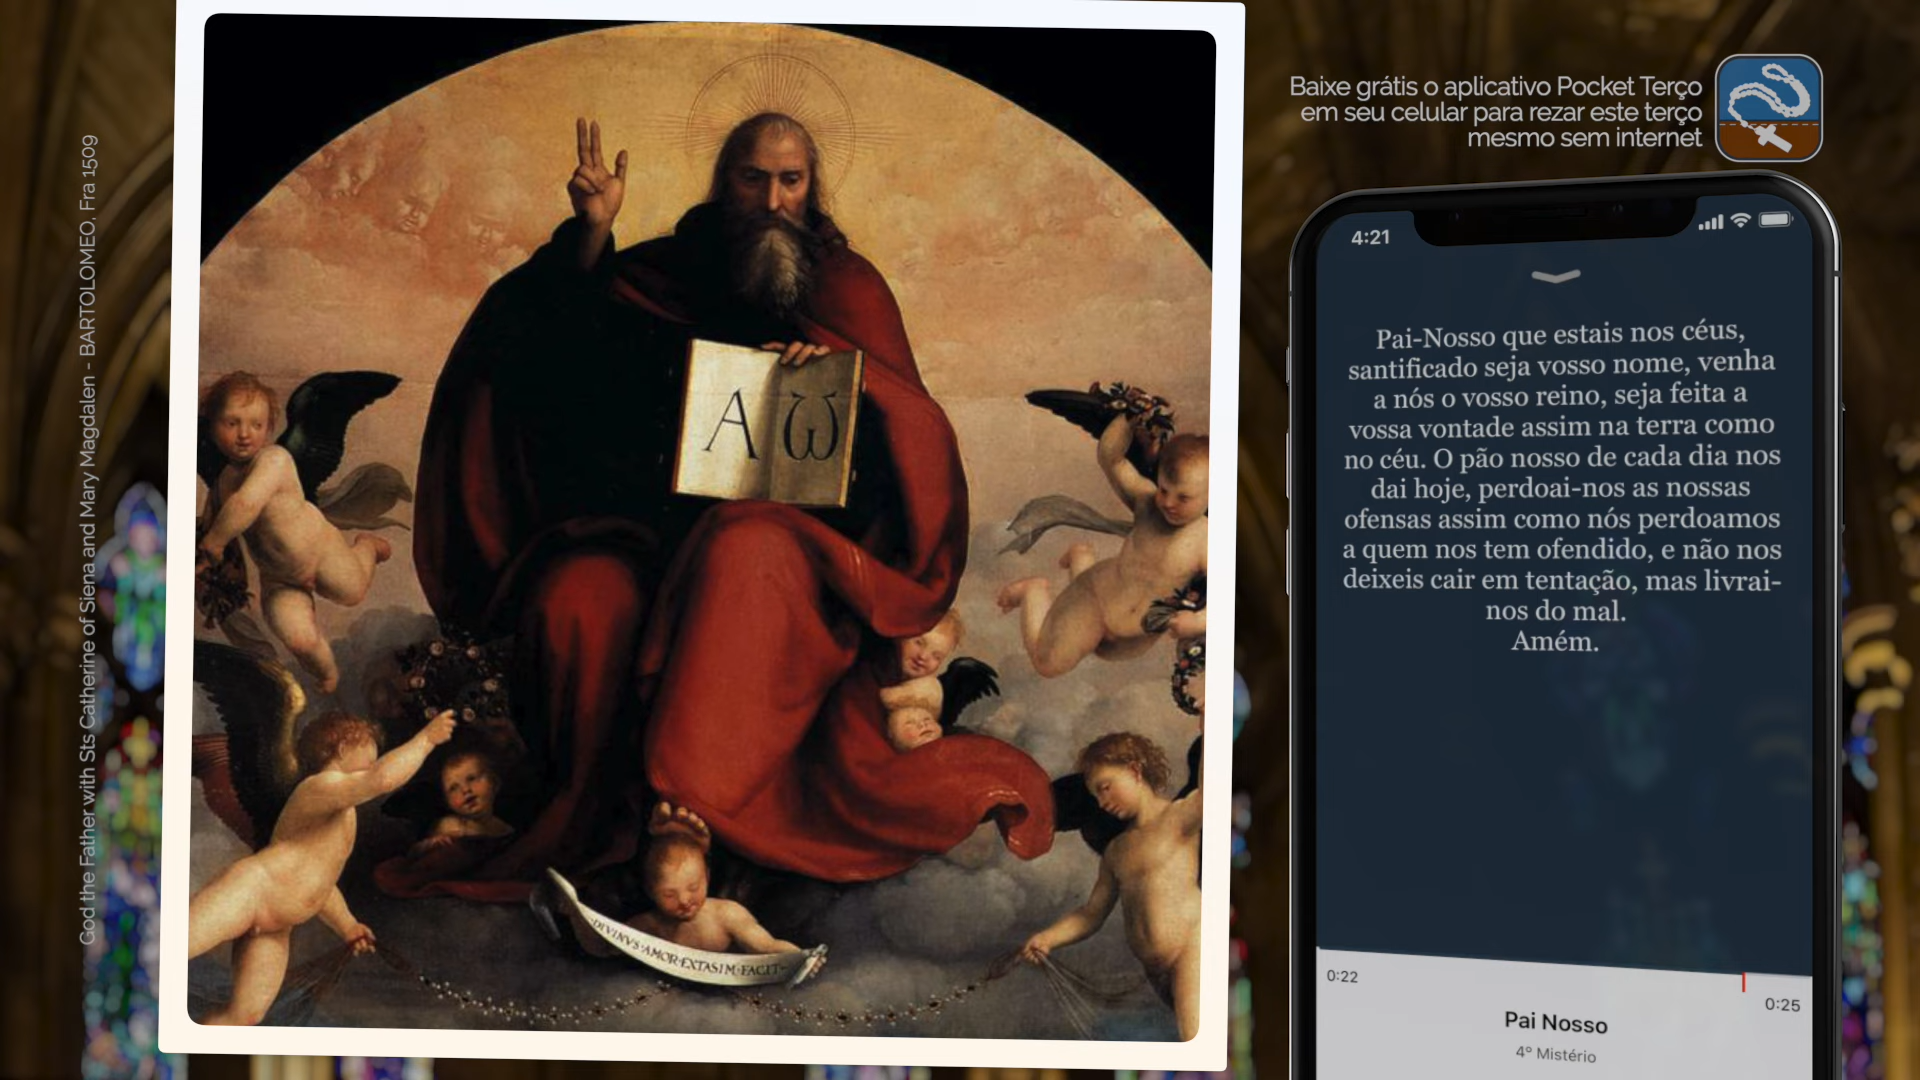 God the Father with Sts Catherine of Siena and Mary Magdalen - BARTOLOMEO, Fra 1509
A ω
DIVINVS·AMOR·EXTASIM·FACIT
Baixe grátis o aplicativo Pocket Terço
em seu celular para rezar este terço
mesmo sem internet
4:21
Pai-Nosso que estais nos céus,
santificado seja vosso nome, venha
a nós o vosso reino, seja feita a
vossa vontade assim na terra como
no céu. O pão nosso de cada dia nos
dai hoje, perdoai-nos as nossas
ofensas assim como nós perdoamos
a quem nos tem ofendido, e não nos
deixeis cair em tentação, mas livrai-
nos do mal.
Amém.
0:22
0:25
Pai Nosso
4º Mistério